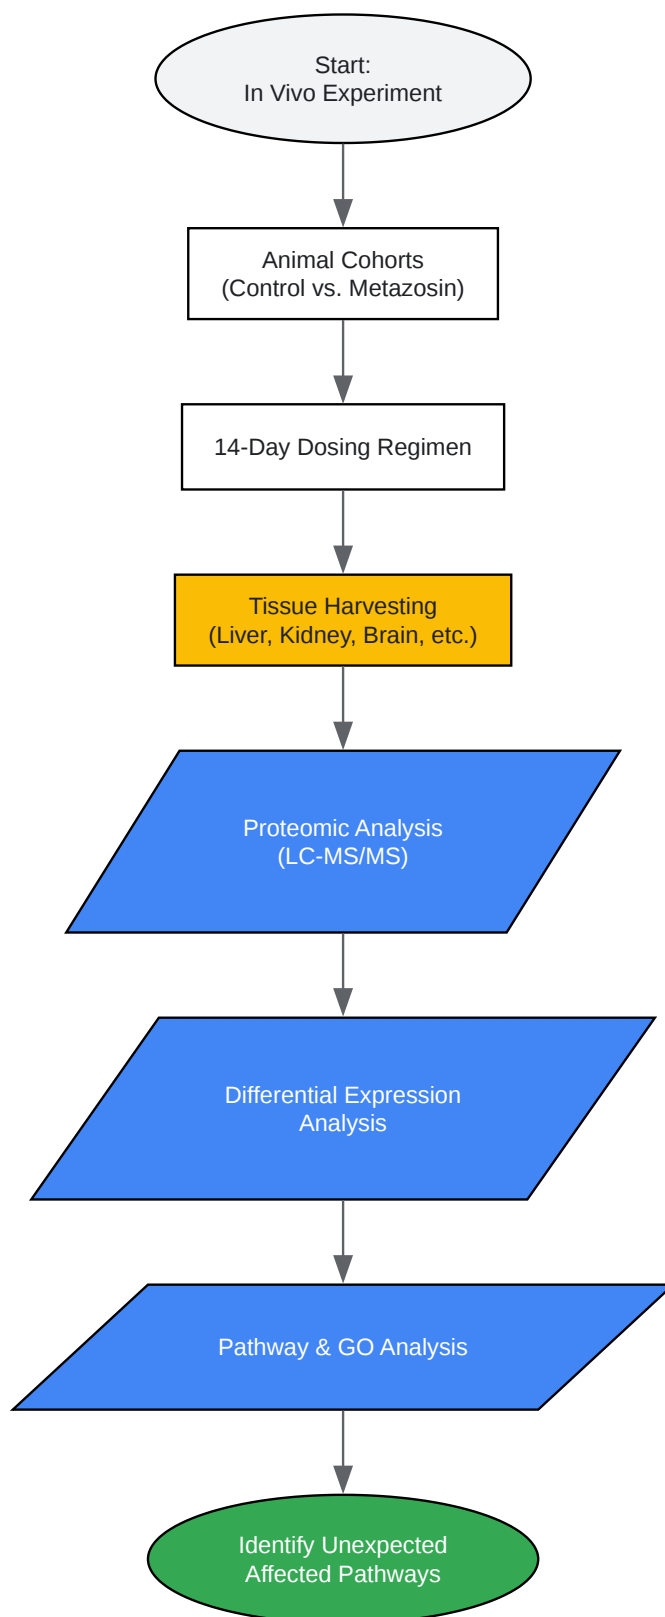 Start:
In Vivo Experiment
Animal Cohorts
(Control vs. Metazosin)
14-Day Dosing Regimen
Tissue Harvesting
(Liver, Kidney, Brain, etc.)
Proteomic Analysis
(LC-MS/MS)
Differential Expression
Analysis
Pathway & GO Analysis
Identify Unexpected
Affected Pathways